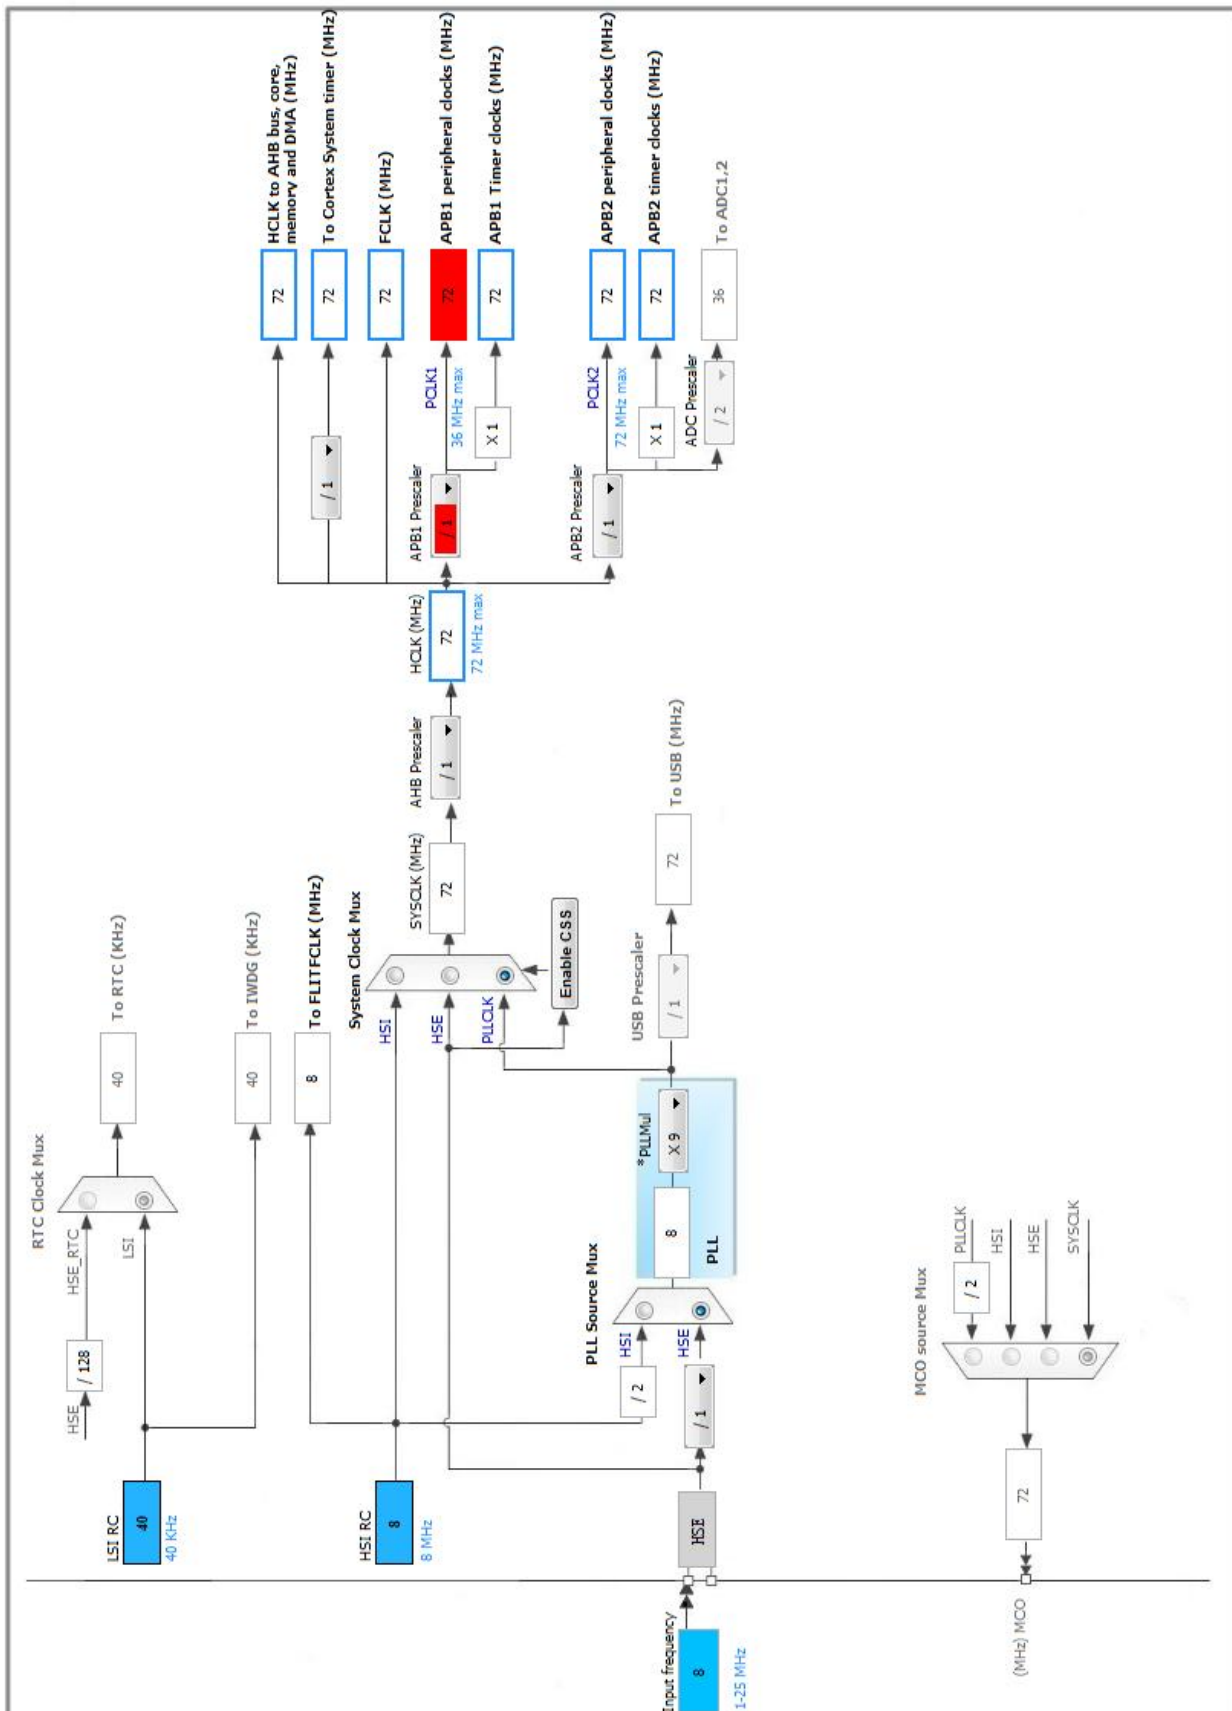 RTC Clock Mux
HSE
/ 128
HSE_RTC
LSI
40
To RTC (KHz)
LSI RC
40
40 KHz
40
To IWDG (KHz)
8
To FLITFCLK (MHz)
HSI RC
8
8 MHz
System Clock Mux
HSI
HSE
PLLCLK
Enable CSS
SYSCLK (MHz)
72
AHB Prescaler
/ 1
HCLK (MHz)
72
72 MHz max
72
HCLK to AHB bus, core,
memory and DMA (MHz)
/ 1
72
To Cortex System timer (MHz)
72
FCLK (MHz)
APB1 Prescaler
/ 1
PCLK1
36 MHz max
72
APB1 peripheral clocks (MHz)
X 1
72
APB1 Timer clocks (MHz)
APB2 Prescaler
/ 1
PCLK2
72 MHz max
72
APB2 peripheral clocks (MHz)
X 1
72
APB2 timer clocks (MHz)
ADC Prescaler
/ 2
36
To ADC1,2
PLL Source Mux
/ 2
HSI
HSE
/ 1
8
*PLLMul
X 9
PLL
USB Prescaler
/ 1
72
To USB (MHz)
Input frequency
8
1-25 MHz
HSE
MCO source Mux
PLLCLK
/ 2
HSI
HSE
SYSCLK
72
(MHz) MCO